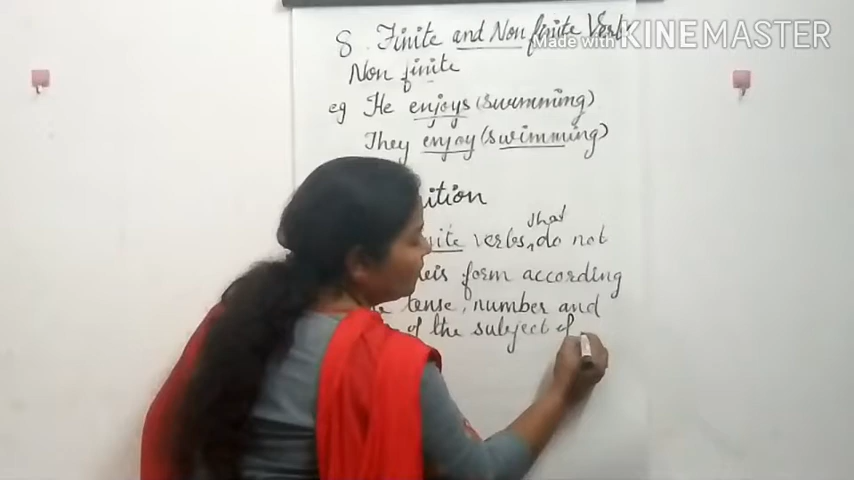 8. Finite and Non finite Verb
Made with KINEMASTER
Non finite
eg He enjoys (swimming)
They enjoy (swimming)
ition
that
ite verbs, do not
eir form according
tense, number and
of the subject of